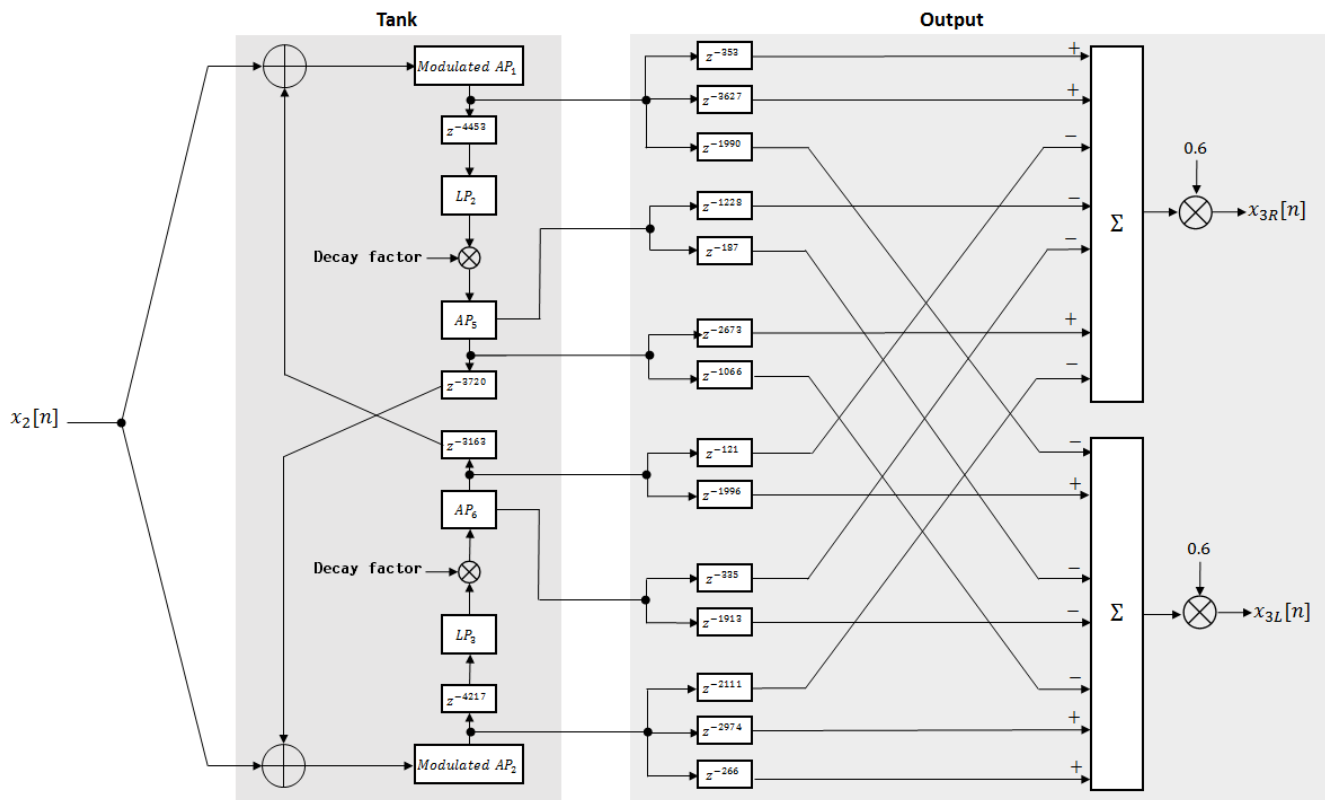 Tank
Output
Modulated AP₁
z⁻³⁵³
+
z⁻³⁶²⁷
+
z⁻⁴⁴⁵³
z⁻¹⁹⁹⁰
−
0.6
LP₂
z⁻¹²²⁸
−
Σ
x₃R[n]
z⁻¹⁸⁷
−
Decay factor
AP₅
z⁻²⁶⁷³
+
z⁻³⁷²⁰
z⁻¹⁰⁶⁶
−
x₂[n]
z⁻³¹⁶³
z⁻¹²¹
−
z⁻¹⁹⁹⁶
+
AP₆
Decay factor
z⁻³³⁵
−
0.6
z⁻¹⁹¹³
−
Σ
x₃L[n]
LP₃
z⁻⁴²¹⁷
z⁻²¹¹¹
−
z⁻²⁹⁷⁴
+
Modulated AP₂
z⁻²⁶⁶
+